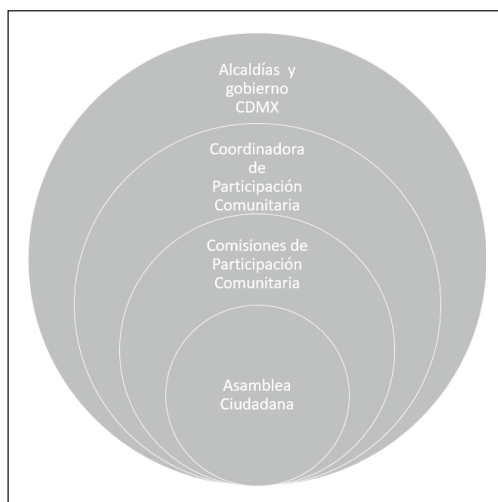 Alcaldías y
gobierno
CDMX
Coordinadora
de
Participación
Comunitaria
Comisiones de
Participación
Comunitaria
Asamblea
Ciudadana